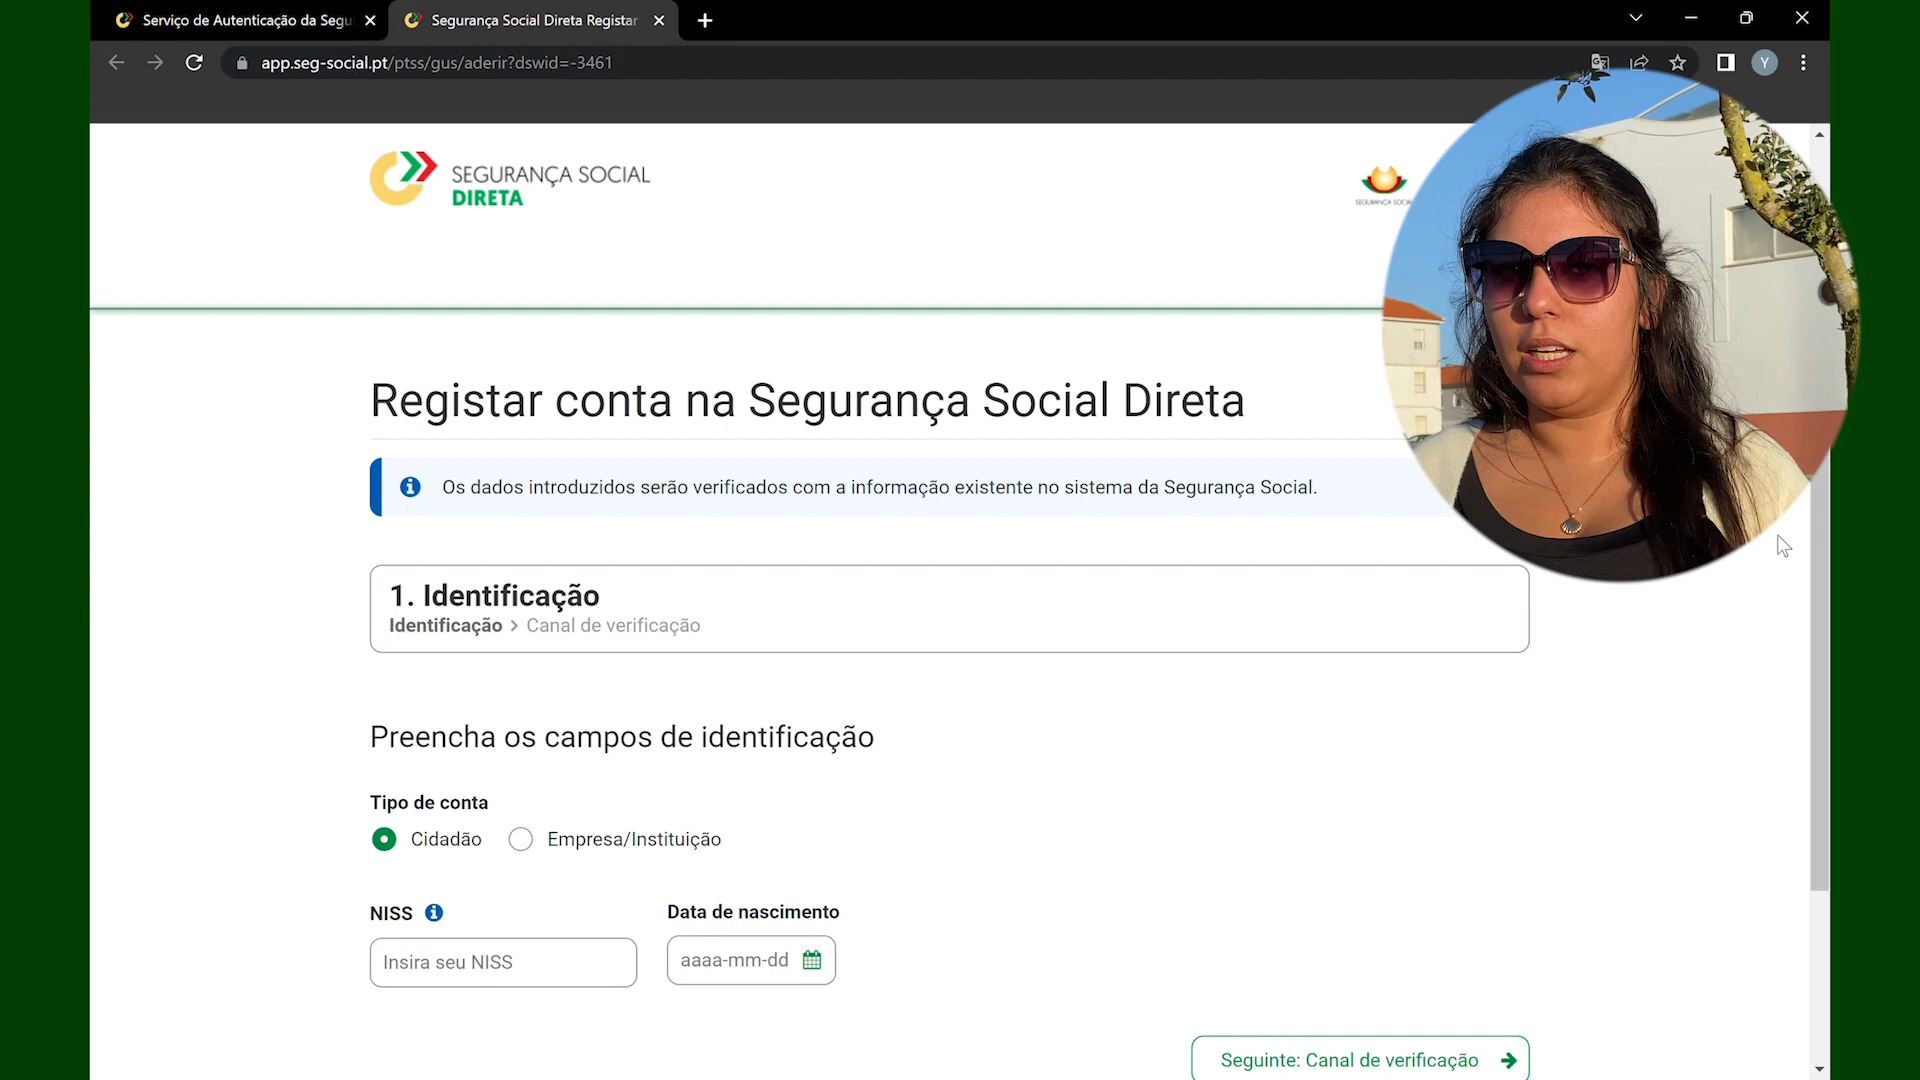 Serviço de Autenticação da Segu
Segurança Social Direta Registar
app.seg-social.pt/ptss/gus/aderir?dswid=-3461
Y
SEGURANÇA SOCIAL
DIRETA
SEGURANÇA SOCIAL
Registar conta na Segurança Social Direta
Os dados introduzidos serão verificados com a informação existente no sistema da Segurança Social.
1. Identificação
Identificação > Canal de verificação
Preencha os campos de identificação
Tipo de conta
Cidadão Empresa/Instituição
NISS Data de nascimento
Insira seu NISS aaaa-mm-dd
Seguinte: Canal de verificação